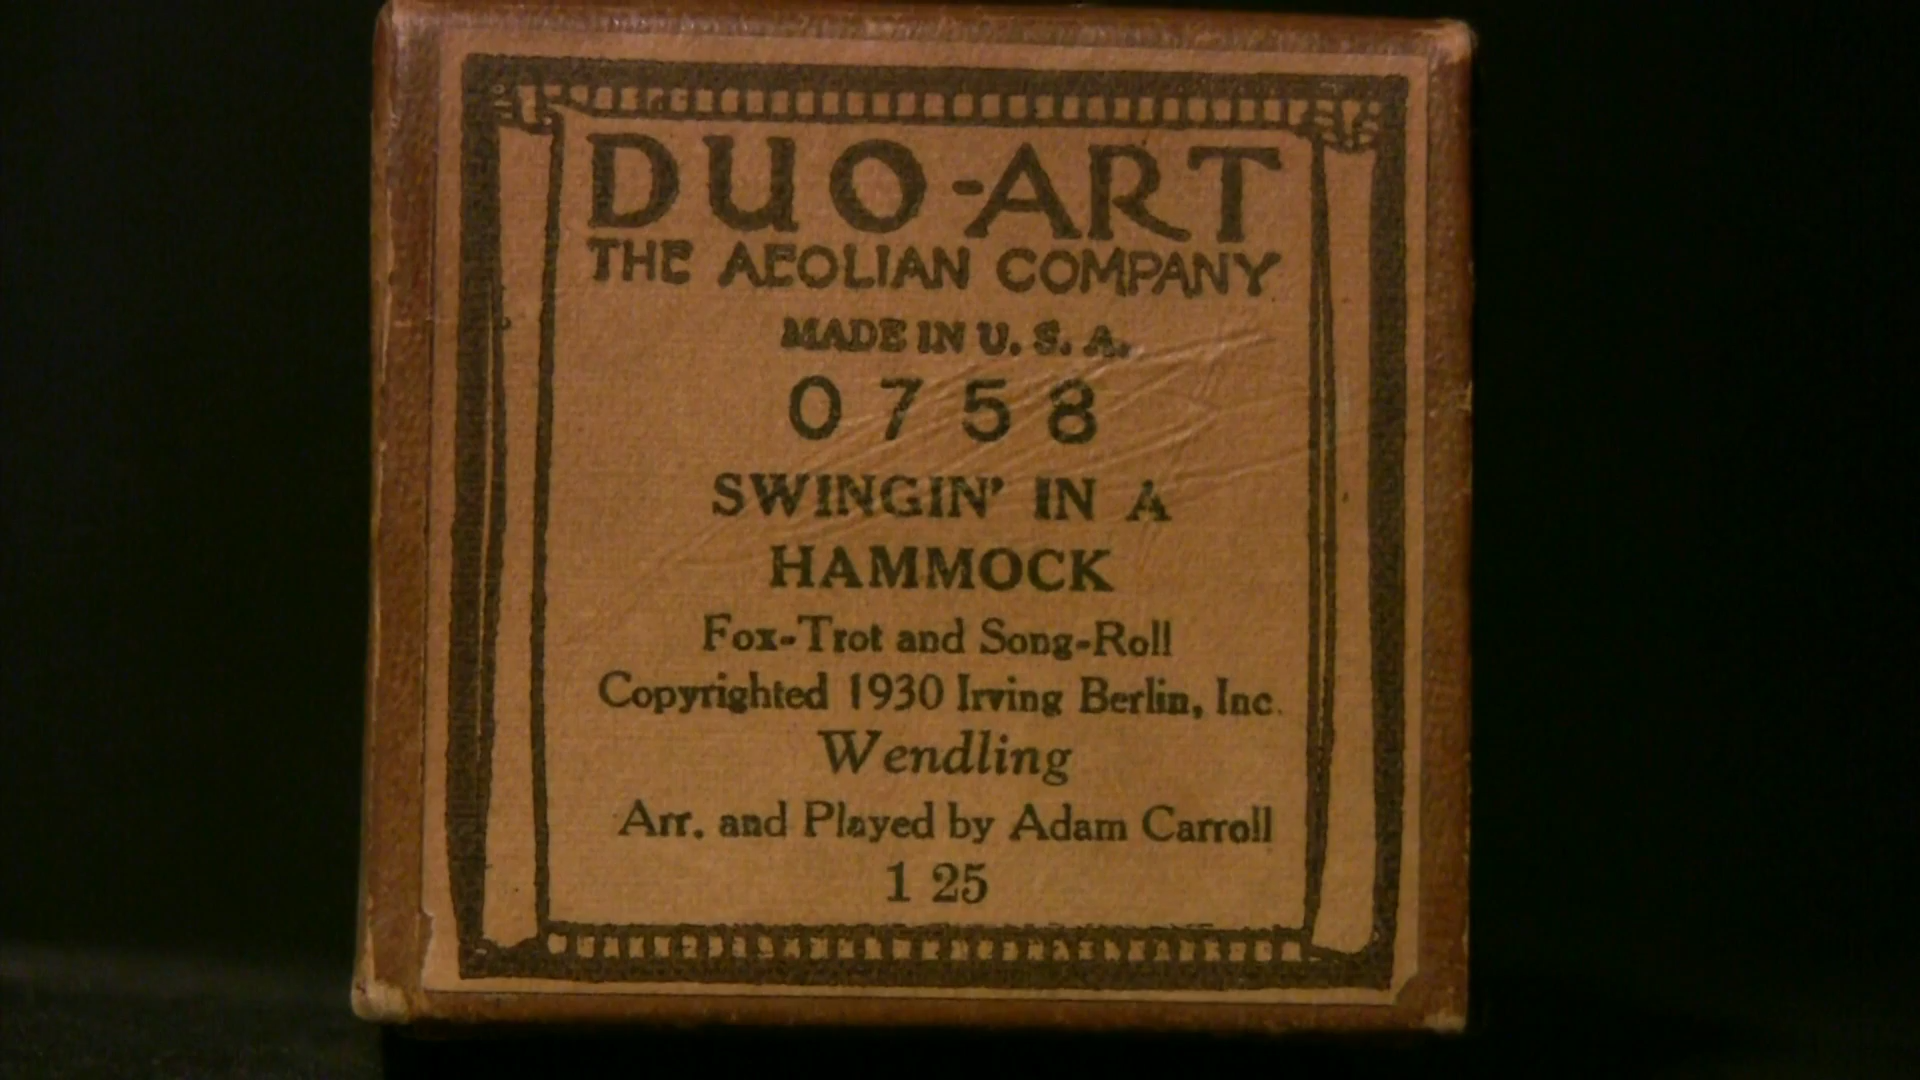 DUO-ART
THE AEOLIAN COMPANY
MADE IN U. S. A.
0758
SWINGIN' IN A
HAMMOCK
Fox-Trot and Song-Roll
Copyrighted 1930 Irving Berlin, Inc.
Wendling
Arr. and Played by Adam Carroll
1 25